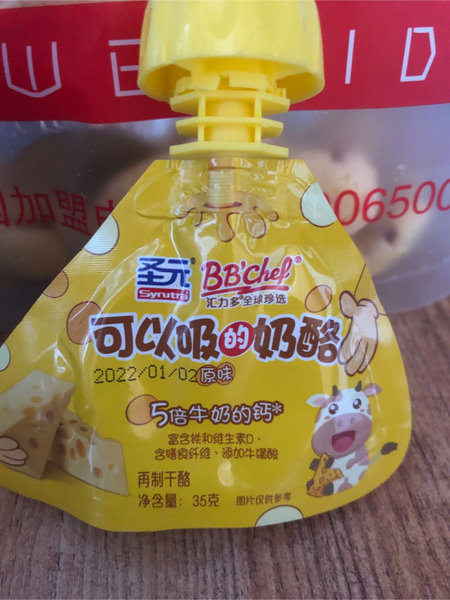 WEID
加盟
06500
圣元
Synutra
BB'Chef
汇力多全球珍选
可以吸的奶酪
2022/01/02
原味
5倍牛奶的钙*
富含铁和维生素D、
含膳食纤维、添加牛磺酸
再制干酪
净含量: 35克
图片仅供参考